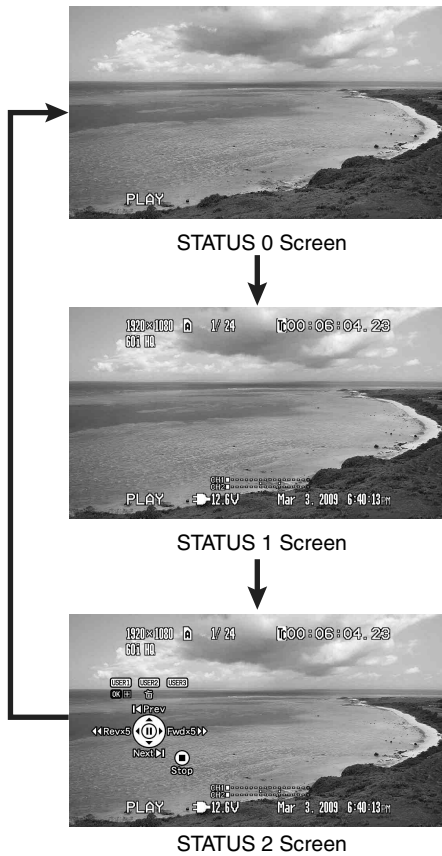 PLAY
STATUS 0 Screen
1920×1080 A 1/ 24 TC 00:06:04.23
60i HQ
CH1
CH2
PLAY 12.6V Mar 3. 2009 6:40:13PM
STATUS 1 Screen
1920×1080 A 1/ 24 TC 00:06:04.23
60i HQ
USER1 USER2 USER3
OK
Prev
Rev×5 Fwd×5
Next
Stop
CH1
CH2
PLAY 12.6V Mar 3. 2009 6:40:13PM
STATUS 2 Screen